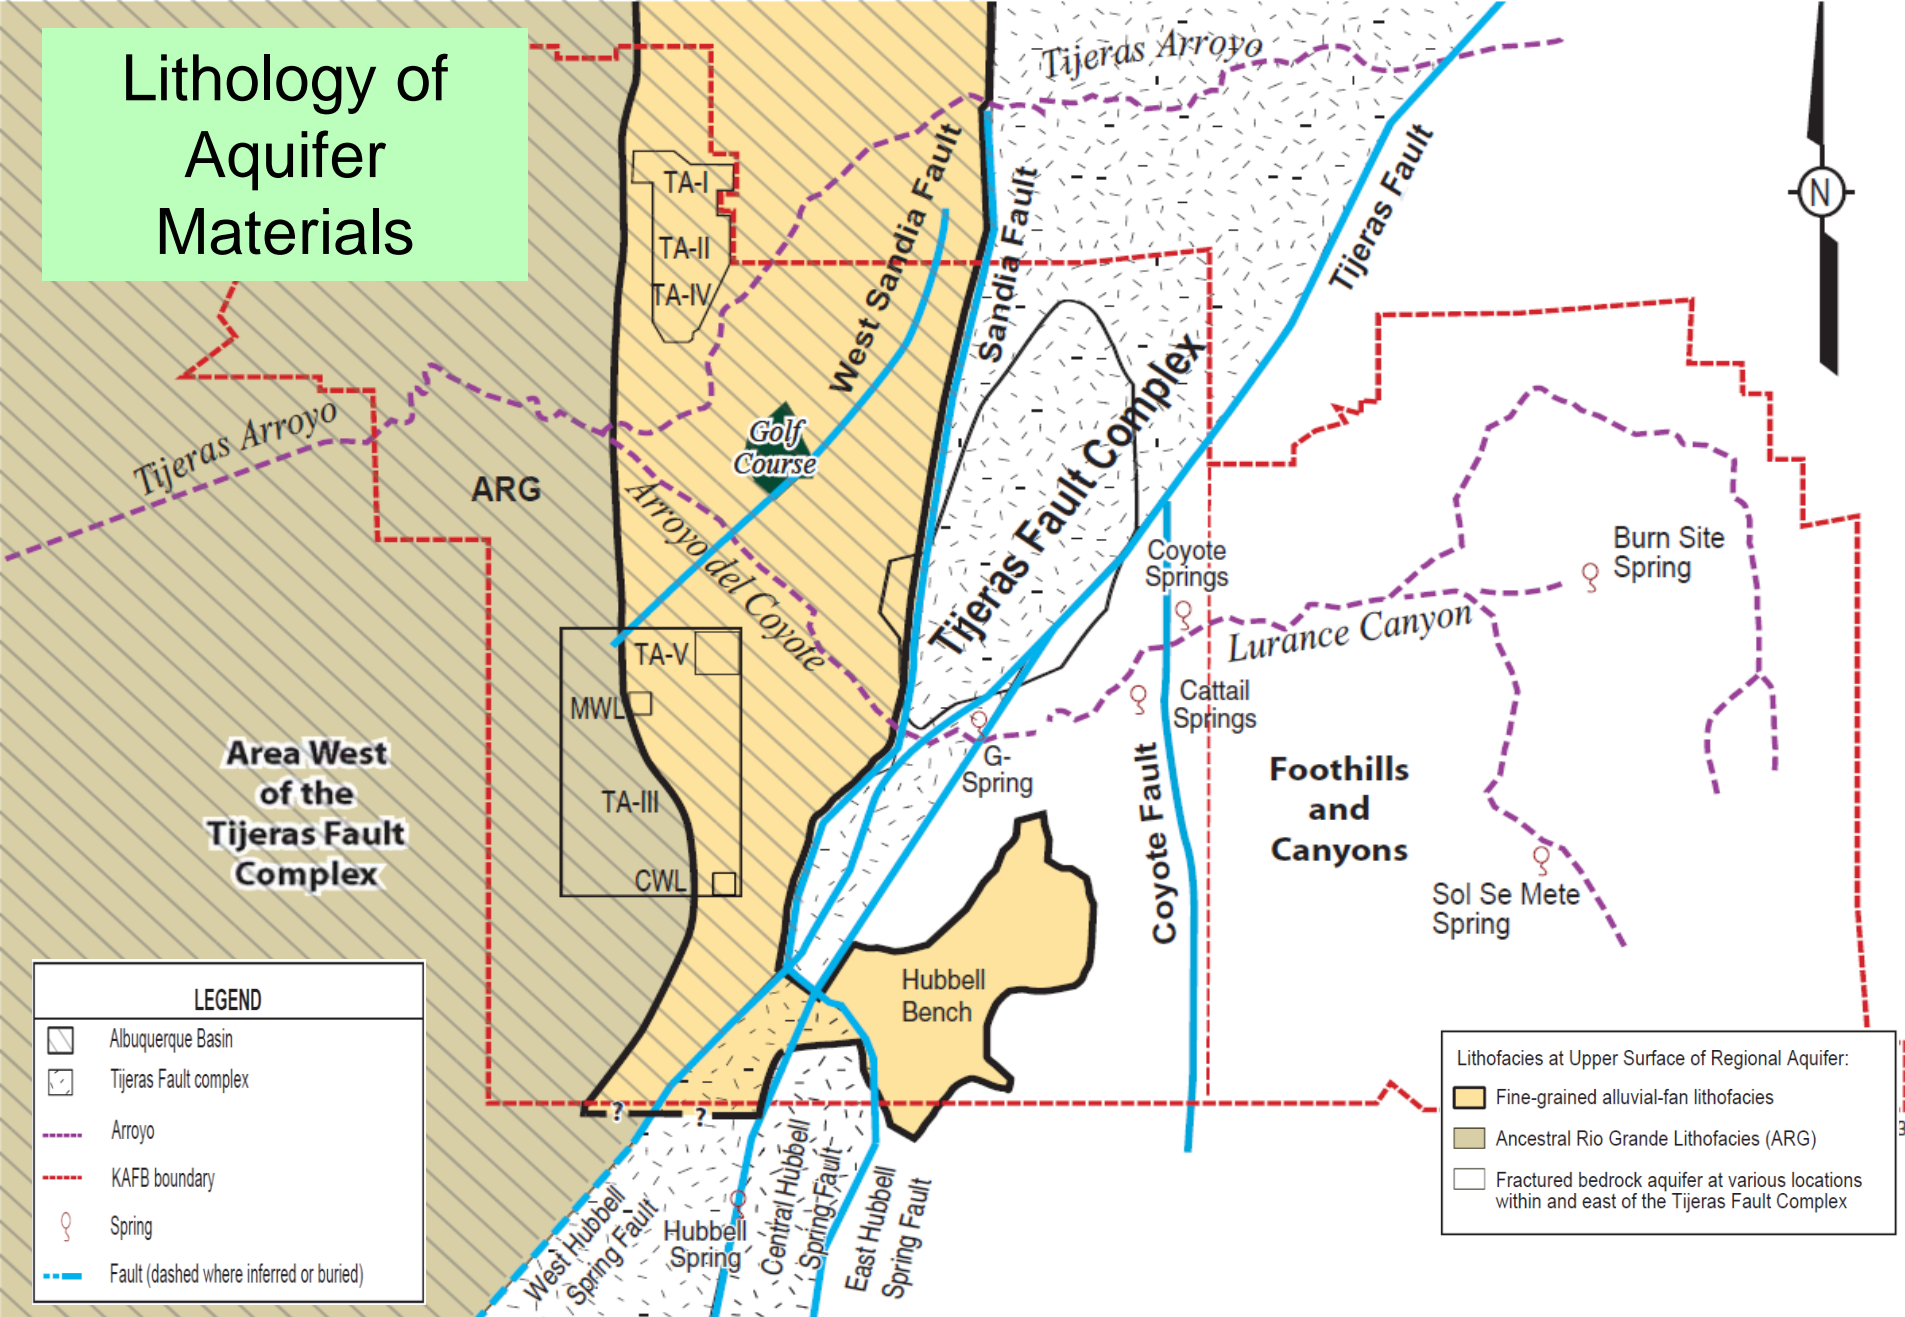 Lithology of
Aquifer
Materials
Tijeras Arroyo
N
TA-I
TA-II
TA-IV
West Sandia Fault
Sandia Fault
Tijeras Fault
Tijeras Fault Complex
Golf
Course
Tijeras Arroyo
ARG
Arroyo del Coyote
Coyote
Springs
Burn Site
Spring
Lurance Canyon
TA-V
MWL
TA-III
CWL
Cattail
Springs
G-
Spring
Coyote Fault
Foothills
and
Canyons
Sol Se Mete
Spring
Area West
of the
Tijeras Fault
Complex
Hubbell
Bench
?
?
West Hubbell
Spring Fault
Hubbell
Spring
Central Hubbell
Spring Fault
East Hubbell
Spring Fault
LEGEND
Albuquerque Basin
Tijeras Fault complex
Arroyo
KAFB boundary
Spring
Fault (dashed where inferred or buried)
Lithofacies at Upper Surface of Regional Aquifer:
Fine-grained alluvial-fan lithofacies
Ancestral Rio Grande Lithofacies (ARG)
Fractured bedrock aquifer at various locations
within and east of the Tijeras Fault Complex